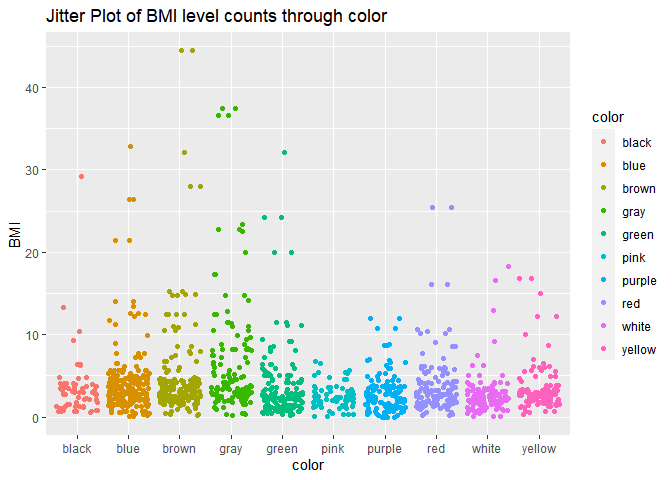 Jitter Plot of BMI level counts through color
BMI
40
30
20
10
0
black blue brown gray green pink purple red white yellow
color
color
black
blue
brown
gray
green
pink
purple
red
white
yellow